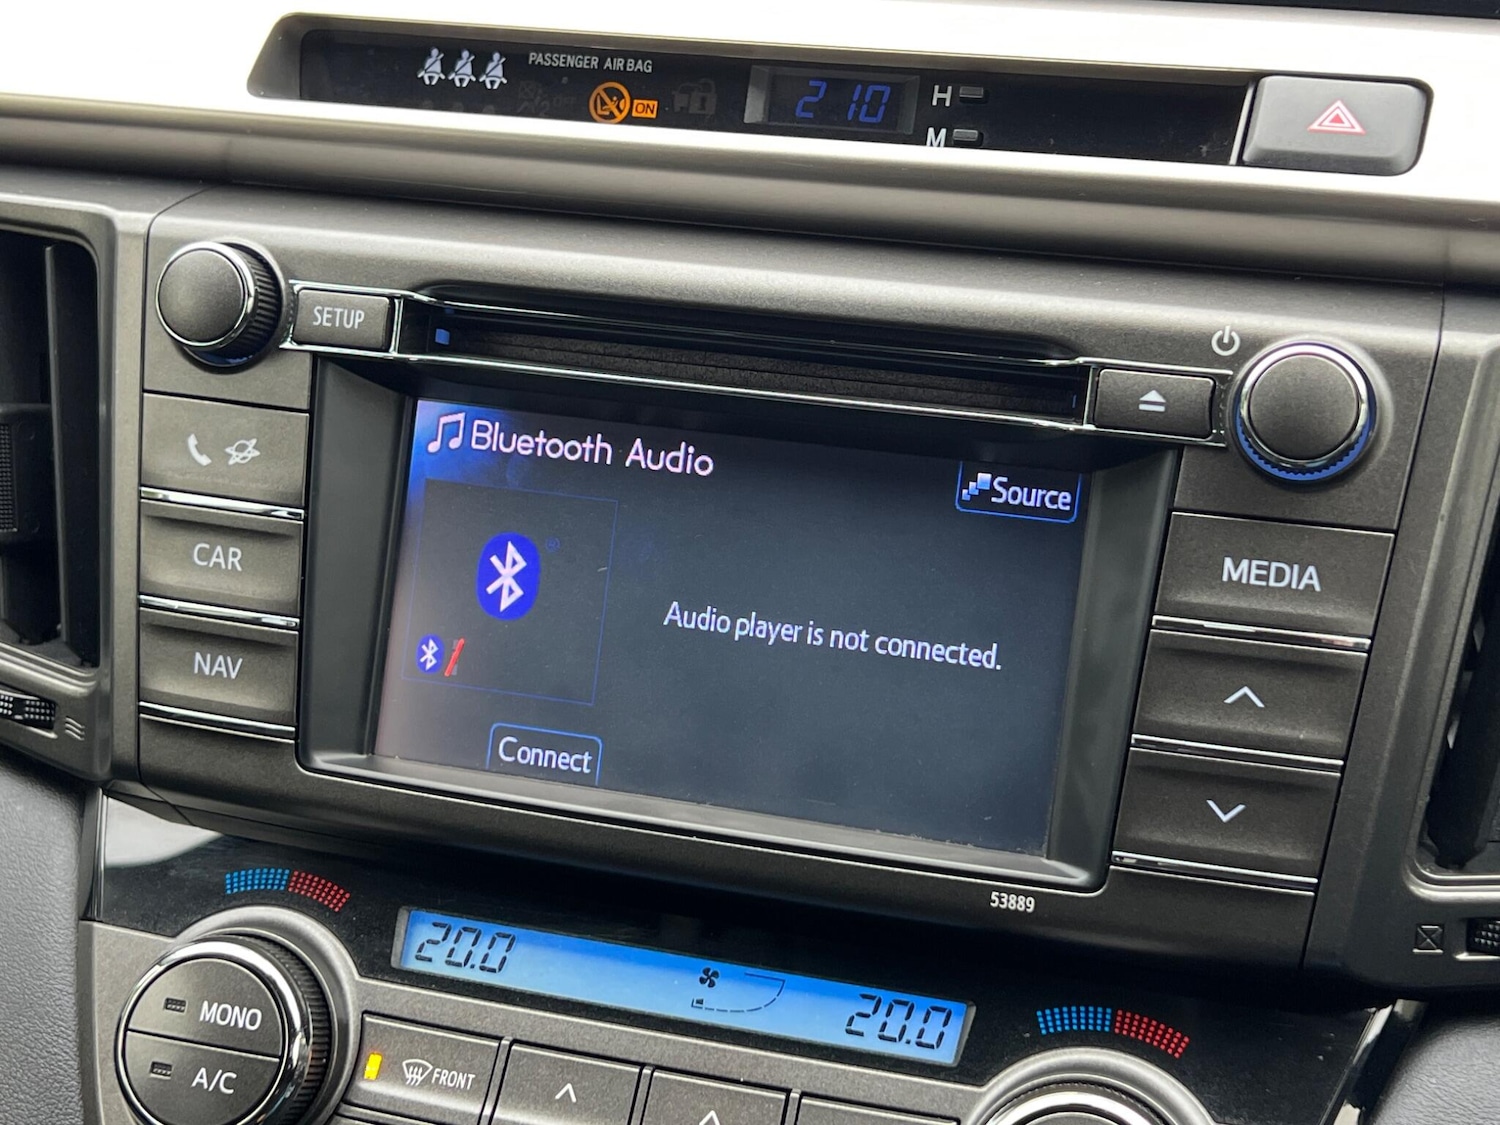 PASSENGER AIR BAG
ON
2 10
H
M
SETUP
Bluetooth Audio
Source
CAR
MEDIA
Audio player is not connected.
NAV
Connect
53889
20.0
20.0
MONO
A/C
FRONT